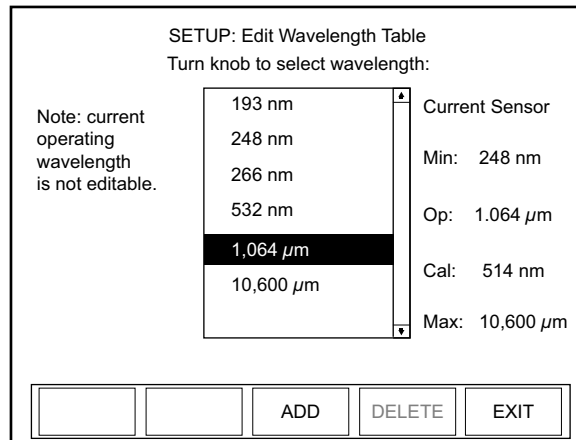 SETUP: Edit Wavelength Table
Turn knob to select wavelength:
Note: current
operating
wavelength
is not editable.
193 nm
248 nm
266 nm
532 nm
1,064 µm
10,600 µm
Current Sensor
Min: 248 nm
Op: 1.064 µm
Cal: 514 nm
Max: 10,600 µm
ADD
DELETE
EXIT